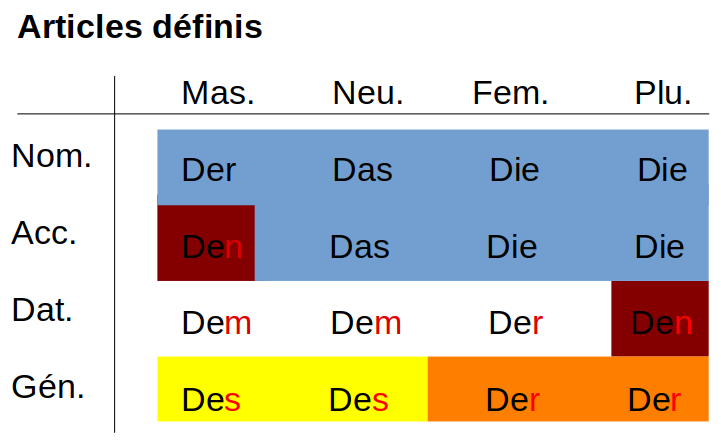 Articles définis
Mas. Neu. Fem. Plu.
Nom. Der Das Die Die
Acc. Den Das Die Die
Dat. Dem Dem Der Den
Gén. Des Des Der Der